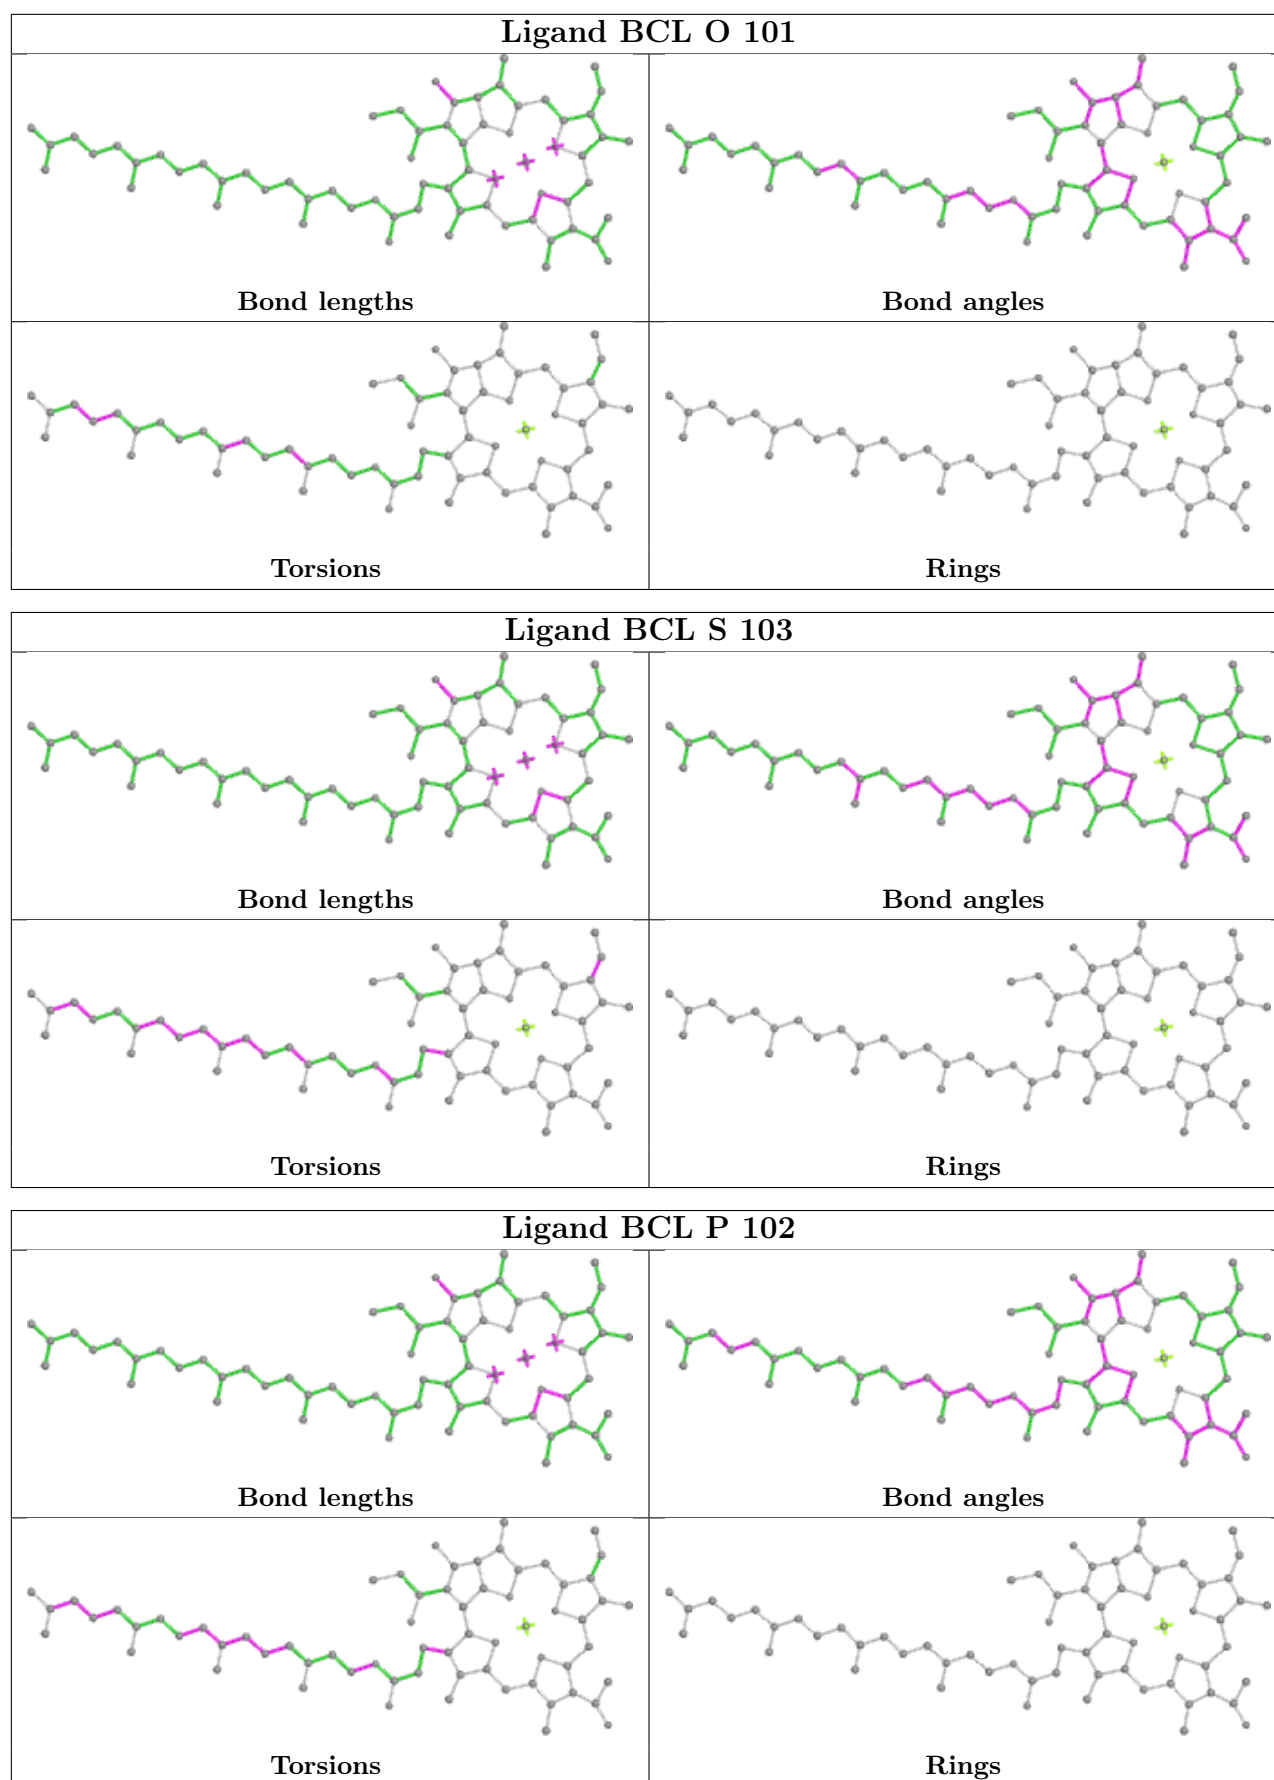 Ligand BCL O 101
Bond lengths
Bond angles
Torsions
Rings
Ligand BCL S 103
Bond lengths
Bond angles
Torsions
Rings
Ligand BCL P 102
Bond lengths
Bond angles
Torsions
Rings